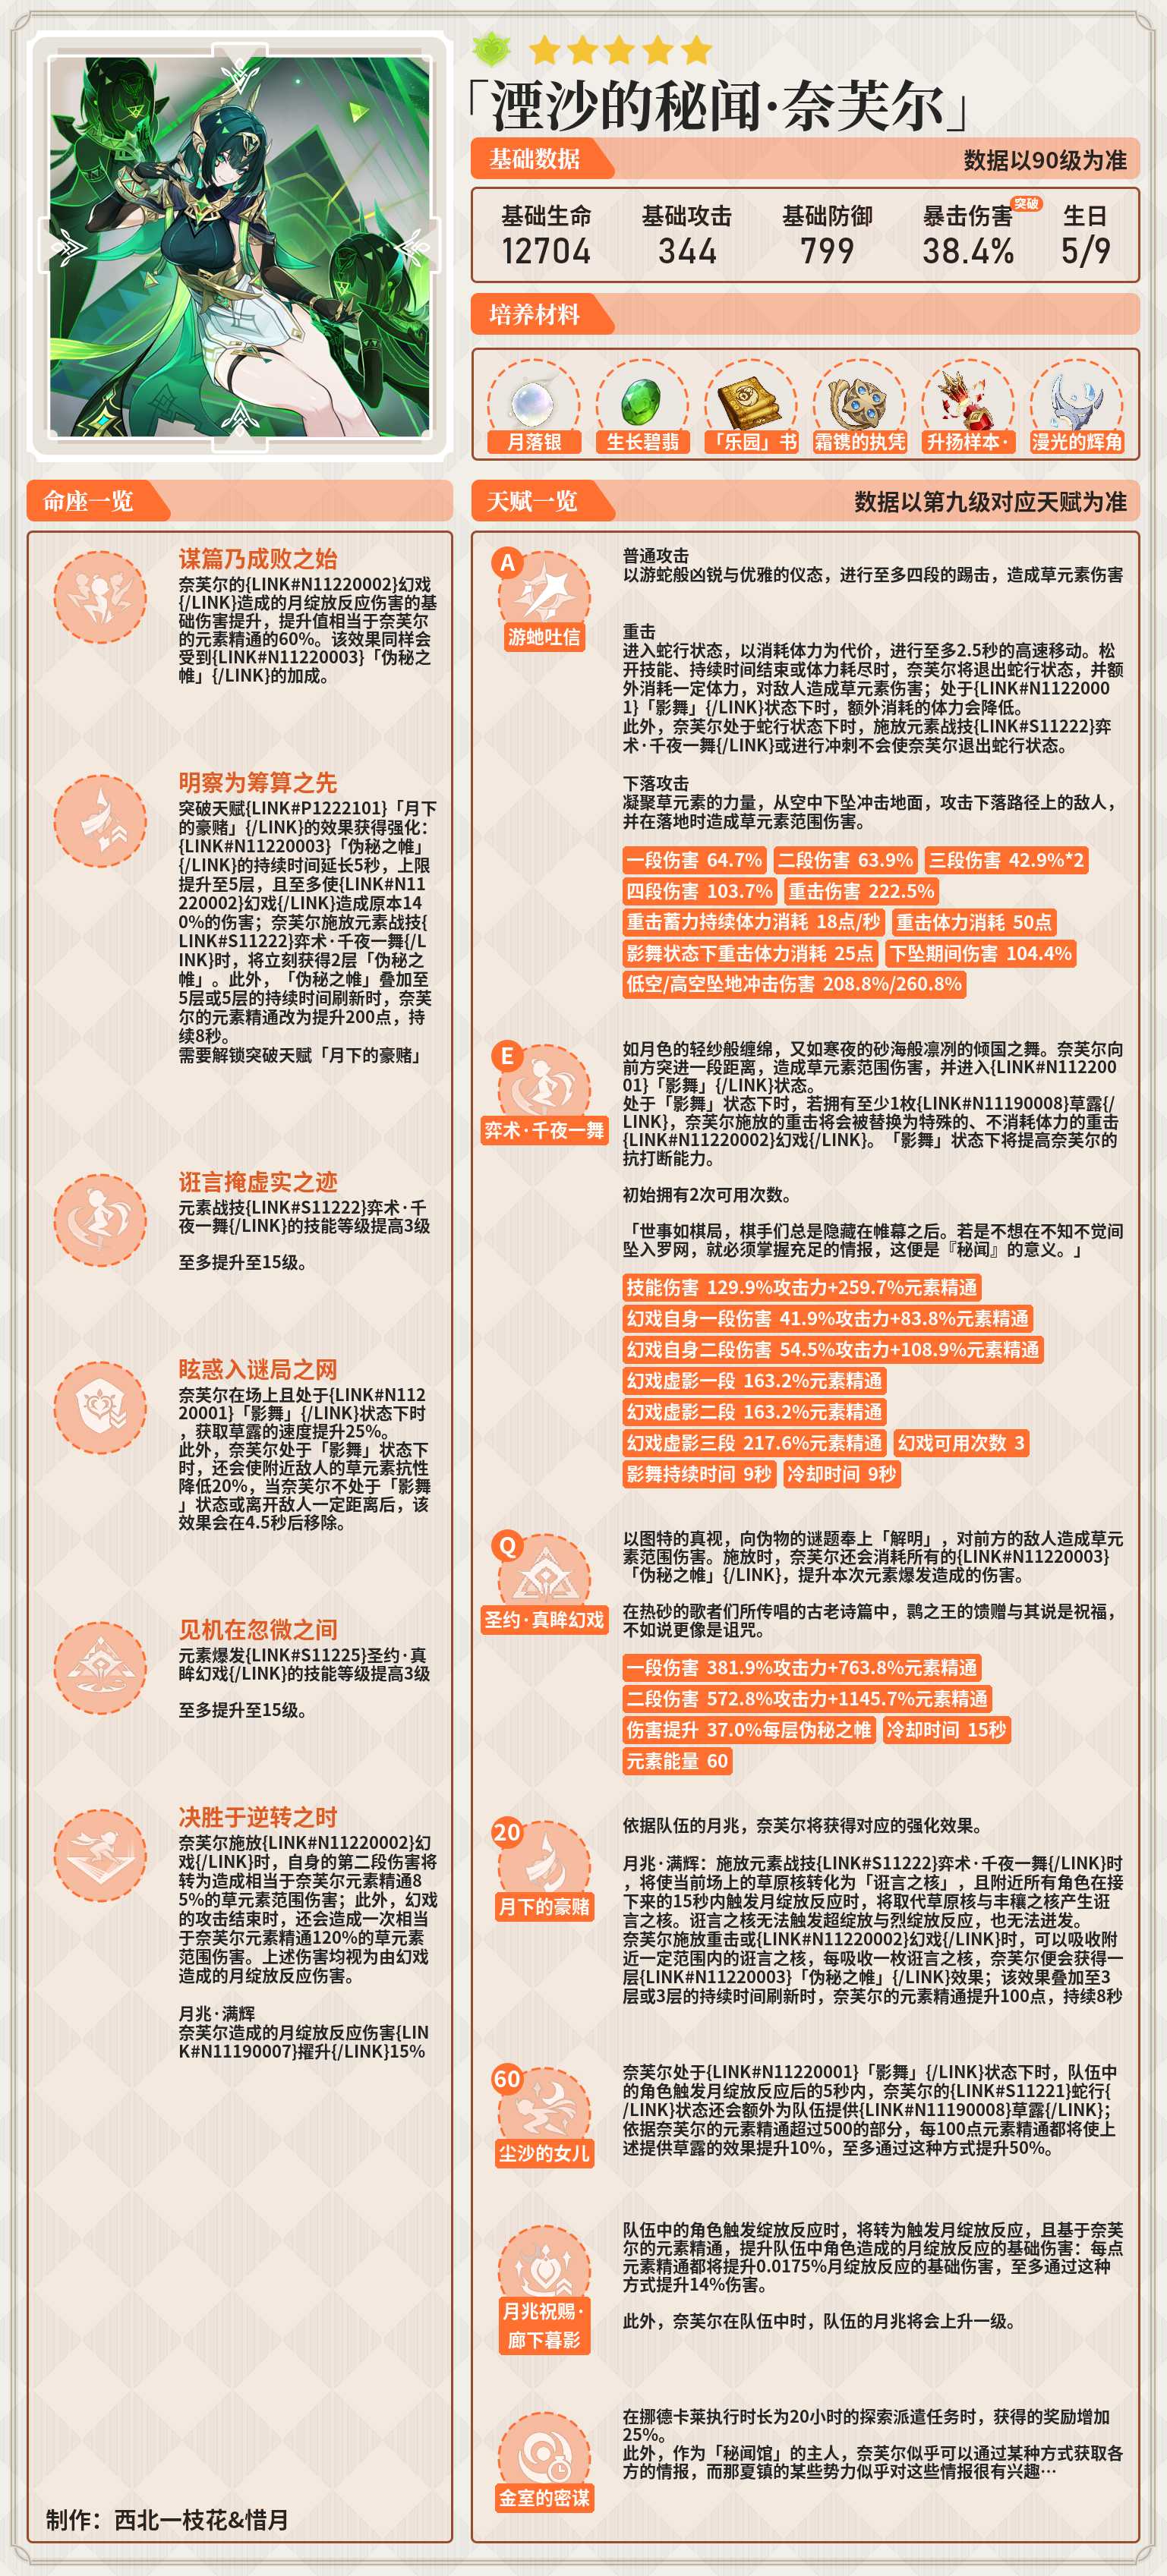 「湮沙的秘闻·奈芙尔」
基础数据
数据以90级为准
基础生命
12704
基础攻击
344
基础防御
799
暴击伤害
突破
38.4%
生日
5/9
培养材料
月落银
生长碧翡
「乐园」书
霜镌的执凭
升扬样本·
漫光的辉角
命座一览
谋篇乃成败之始
奈芙尔的{LINK#N11220002}幻戏
{/LINK}造成的月绽放反应伤害的基
础伤害提升，提升值相当于奈芙尔
的元素精通的60%。该效果同样会
受到{LINK#N11220003}「伪秘之
帷」{/LINK}的加成。
明察为筹算之先
突破天赋{LINK#P1222101}「月下
的豪赌」{/LINK}的效果获得强化：
{LINK#N11220003}「伪秘之帷」
{/LINK}的持续时间延长5秒，上限
提升至5层，且至多使{LINK#N11
220002}幻戏{/LINK}造成原本14
0%的伤害；奈芙尔施放元素战技{
LINK#S11222}弈术·千夜一舞{/L
INK}时，将立刻获得2层「伪秘之
帷」。此外，「伪秘之帷」叠加至
5层或5层的持续时间刷新时，奈芙
尔的元素精通改为提升200点，持
续8秒。
需要解锁突破天赋「月下的豪赌」
诳言掩虚实之迹
元素战技{LINK#S11222}弈术·千
夜一舞{/LINK}的技能等级提高3级
至多提升至15级。
眩惑入谜局之网
奈芙尔在场上且处于{LINK#N112
20001}「影舞」{/LINK}状态下时
，获取草露的速度提升25%。
此外，奈芙尔处于「影舞」状态下
时，还会使附近敌人的草元素抗性
降低20%，当奈芙尔不处于「影舞
」状态或离开敌人一定距离后，该
效果会在4.5秒后移除。
见机在忽微之间
元素爆发{LINK#S11225}圣约·真
眸幻戏{/LINK}的技能等级提高3级
至多提升至15级。
决胜于逆转之时
奈芙尔施放{LINK#N11220002}幻
戏{/LINK}时，自身的第二段伤害将
转为造成相当于奈芙尔元素精通8
5%的草元素范围伤害；此外，幻戏
的攻击结束时，还会造成一次相当
于奈芙尔元素精通120%的草元素
范围伤害。上述伤害均视为由幻戏
造成的月绽放反应伤害。
月兆·满辉
奈芙尔造成的月绽放反应伤害{LIN
K#N11190007}擢升{/LINK}15%
制作：西北一枝花&惜月
天赋一览
数据以第九级对应天赋为准
A
游虵吐信
普通攻击
以游蛇般凶锐与优雅的仪态，进行至多四段的踢击，造成草元素伤害
重击
进入蛇行状态，以消耗体力为代价，进行至多2.5秒的高速移动。松
开技能、持续时间结束或体力耗尽时，奈芙尔将退出蛇行状态，并额
外消耗一定体力，对敌人造成草元素伤害；处于{LINK#N1122000
1}「影舞」{/LINK}状态下时，额外消耗的体力会降低。
此外，奈芙尔处于蛇行状态下时，施放元素战技{LINK#S11222}弈
术·千夜一舞{/LINK}或进行冲刺不会使奈芙尔退出蛇行状态。
下落攻击
凝聚草元素的力量，从空中下坠冲击地面，攻击下落路径上的敌人，
并在落地时造成草元素范围伤害。
一段伤害 64.7%
二段伤害 63.9%
三段伤害 42.9%*2
四段伤害 103.7%
重击伤害 222.5%
重击蓄力持续体力消耗 18点/秒
重击体力消耗 50点
影舞状态下重击体力消耗 25点
下坠期间伤害 104.4%
低空/高空坠地冲击伤害 208.8%/260.8%
E
弈术·千夜一舞
如月色的轻纱般缠绵，又如寒夜的砂海般凛冽的倾国之舞。奈芙尔向
前方突进一段距离，造成草元素范围伤害，并进入{LINK#N112200
01}「影舞」{/LINK}状态。
处于「影舞」状态下时，若拥有至少1枚{LINK#N11190008}草露{/
LINK}，奈芙尔施放的重击将会被替换为特殊的、不消耗体力的重击
{LINK#N11220002}幻戏{/LINK}。「影舞」状态下将提高奈芙尔的
抗打断能力。
初始拥有2次可用次数。
「世事如棋局，棋手们总是隐藏在帷幕之后。若是不想在不知不觉间
坠入罗网，就必须掌握充足的情报，这便是『秘闻』的意义。」
技能伤害 129.9%攻击力+259.7%元素精通
幻戏自身一段伤害 41.9%攻击力+83.8%元素精通
幻戏自身二段伤害 54.5%攻击力+108.9%元素精通
幻戏虚影一段 163.2%元素精通
幻戏虚影二段 163.2%元素精通
幻戏虚影三段 217.6%元素精通
幻戏可用次数 3
影舞持续时间 9秒
冷却时间 9秒
Q
圣约·真眸幻戏
以图特的真视，向伪物的谜题奉上「解明」，对前方的敌人造成草元
素范围伤害。施放时，奈芙尔还会消耗所有的{LINK#N11220003}
「伪秘之帷」{/LINK}，提升本次元素爆发造成的伤害。
在热砂的歌者们所传唱的古老诗篇中，鹮之王的馈赠与其说是祝福，
不如说更像是诅咒。
一段伤害 381.9%攻击力+763.8%元素精通
二段伤害 572.8%攻击力+1145.7%元素精通
伤害提升 37.0%每层伪秘之帷
冷却时间 15秒
元素能量 60
20
月下的豪赌
依据队伍的月兆，奈芙尔将获得对应的强化效果。
月兆·满辉：施放元素战技{LINK#S11222}弈术·千夜一舞{/LINK}时
，将使当前场上的草原核转化为「诳言之核」，且附近所有角色在接
下来的15秒内触发月绽放反应时，将取代草原核与丰穰之核产生诳
言之核。诳言之核无法触发超绽放与烈绽放反应，也无法迸发。
奈芙尔施放重击或{LINK#N11220002}幻戏{/LINK}时，可以吸收附
近一定范围内的诳言之核，每吸收一枚诳言之核，奈芙尔便会获得一
层{LINK#N11220003}「伪秘之帷」{/LINK}效果；该效果叠加至3
层或3层的持续时间刷新时，奈芙尔的元素精通提升100点，持续8秒
60
尘沙的女儿
奈芙尔处于{LINK#N11220001}「影舞」{/LINK}状态下时，队伍中
的角色触发月绽放反应后的5秒内，奈芙尔的{LINK#S11221}蛇行{
/LINK}状态还会额外为队伍提供{LINK#N11190008}草露{/LINK}；
依据奈芙尔的元素精通超过500的部分，每100点元素精通都将使上
述提供草露的效果提升10%，至多通过这种方式提升50%。
月兆祝赐·
廊下暮影
队伍中的角色触发绽放反应时，将转为触发月绽放反应，且基于奈芙
尔的元素精通，提升队伍中角色造成的月绽放反应的基础伤害：每点
元素精通都将提升0.0175%月绽放反应的基础伤害，至多通过这种
方式提升14%伤害。
此外，奈芙尔在队伍中时，队伍的月兆将会上升一级。
金室的密谋
在挪德卡莱执行时长为20小时的探索派遣任务时，获得的奖励增加
25%。
此外，作为「秘闻馆」的主人，奈芙尔似乎可以通过某种方式获取各
方的情报，而那夏镇的某些势力似乎对这些情报很有兴趣…